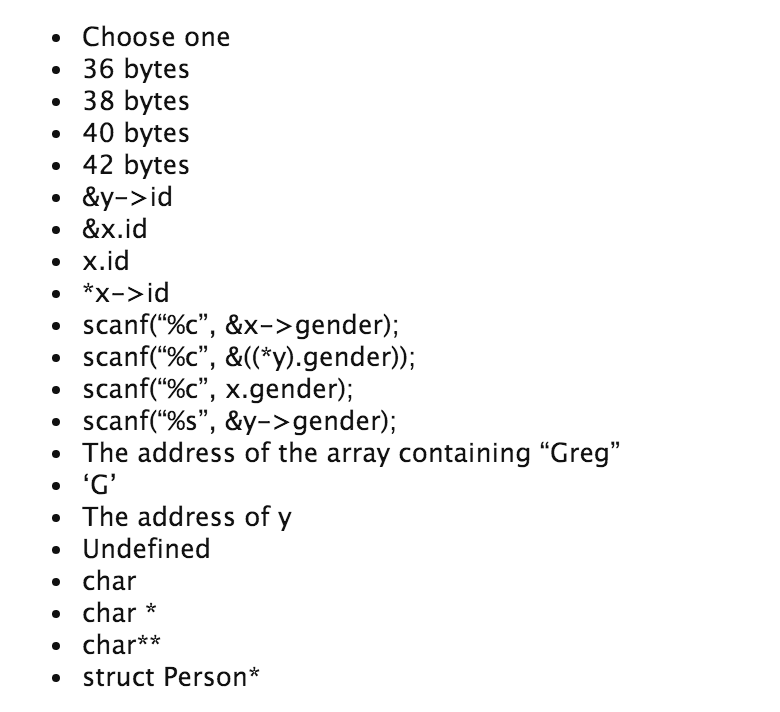 • Choose one
• 36 bytes
• 38 bytes
• 40 bytes
• 42 bytes
• &y->id
• &x.id
• x.id
• *x->id
• scanf(“%c”, &x->gender);
• scanf(“%c”, &((*y).gender));
• scanf(“%c”, x.gender);
• scanf(“%s”, &y->gender);
• The address of the array containing “Greg”
• ‘G’
• The address of y
• Undefined
• char
• char *
• char**
• struct Person*